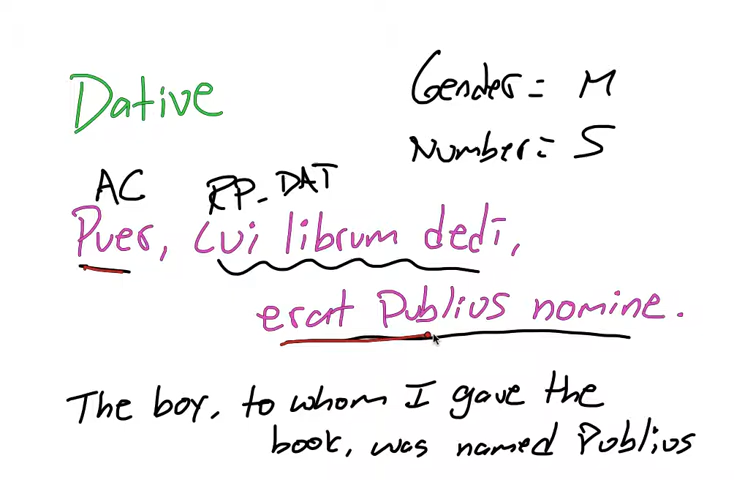 Dative
Gender = M
Number = S
AC
RP - DAT
Puer, cui librum dedī,
erat Publius nomine.
The boy, to whom I gave the
book, was named Publius